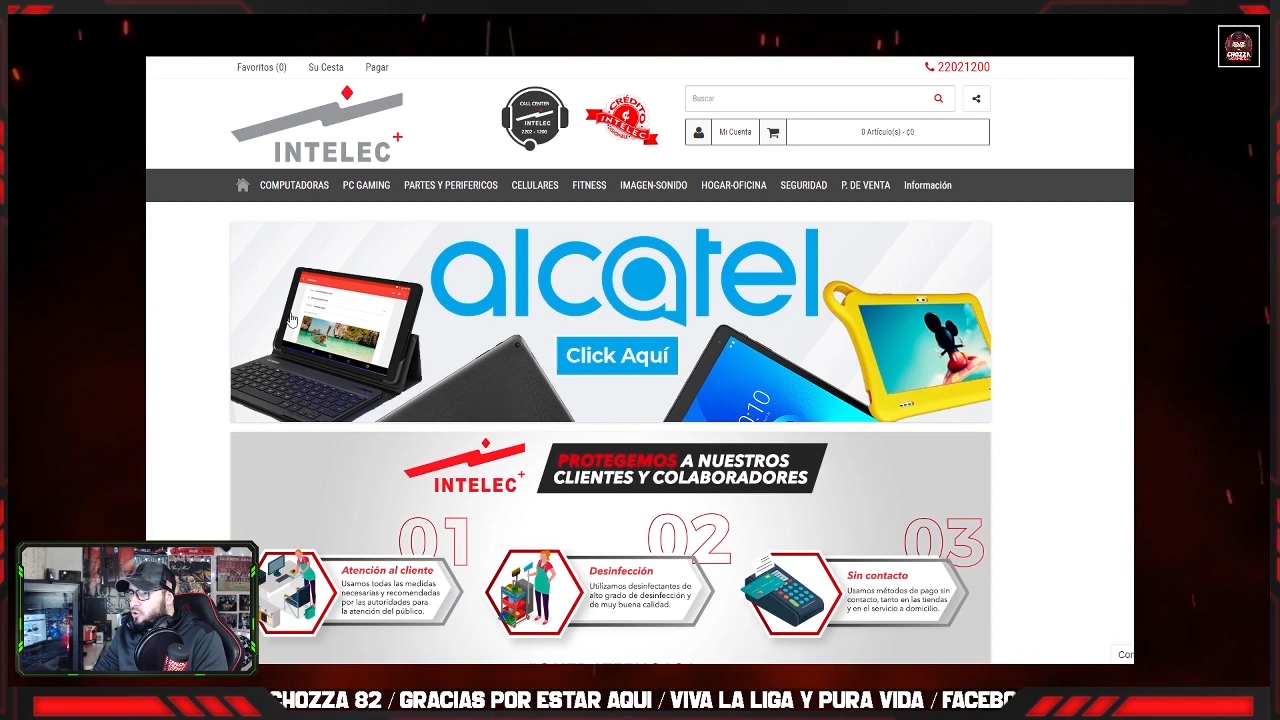 Favoritos (0) Su Cesta Pagar
22021200
CHOZZA
CALL CENTER
INTELEC
2202 - 1200
CRÉDITO
INTELEC
Buscar
Mi Cuenta
0 Artículo(s) - ₡0
INTELEC+
COMPUTADORAS PC GAMING PARTES Y PERIFERICOS CELULARES FITNESS IMAGEN-SONIDO HOGAR-OFICINA SEGURIDAD P. DE VENTA Información
alcatel
Click Aquí
0:10
INTELEC+
PROTEGEMOS A NUESTROS
CLIENTES Y COLABORADORES
01
Atención al cliente
Usamos todas las medidas
necesarias y recomendadas
por las autoridades para
la atención del público.
02
Desinfección
Utilizamos desinfectantes de
alto grado de desinfección y
de muy buena calidad.
03
Sin contacto
Usamos métodos de pago sin
contacto, tanto en las tiendas
y en el servicio a domicilio.
Cor
CHOZZA 82 / GRACIAS POR ESTAR AQUI / VIVA LA LIGA Y PURA VIDA / FACEBO